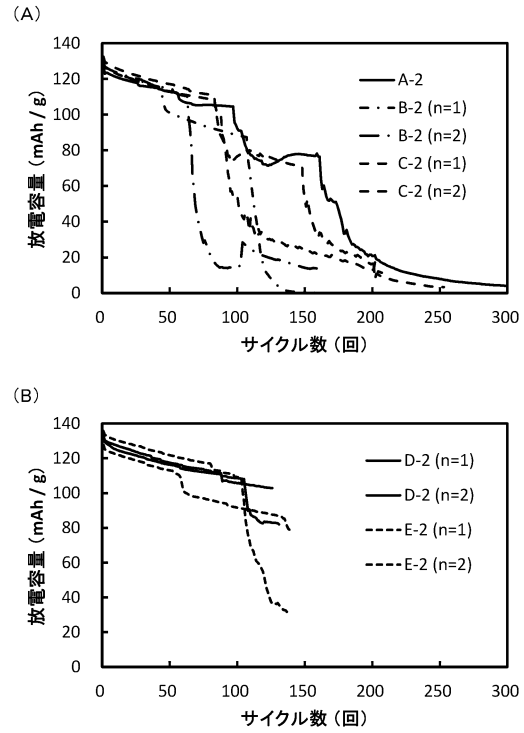 (A)
140
120
100
80
60
40
20
0
放電容量 (mAh / g)
A-2
B-2 (n=1)
B-2 (n=2)
C-2 (n=1)
C-2 (n=2)
0 50 100 150 200 250 300
サイクル数 (回)
(B)
140
120
100
80
60
40
20
0
放電容量 (mAh / g)
D-2 (n=1)
D-2 (n=2)
E-2 (n=1)
E-2 (n=2)
0 50 100 150 200 250 300
サイクル数 (回)